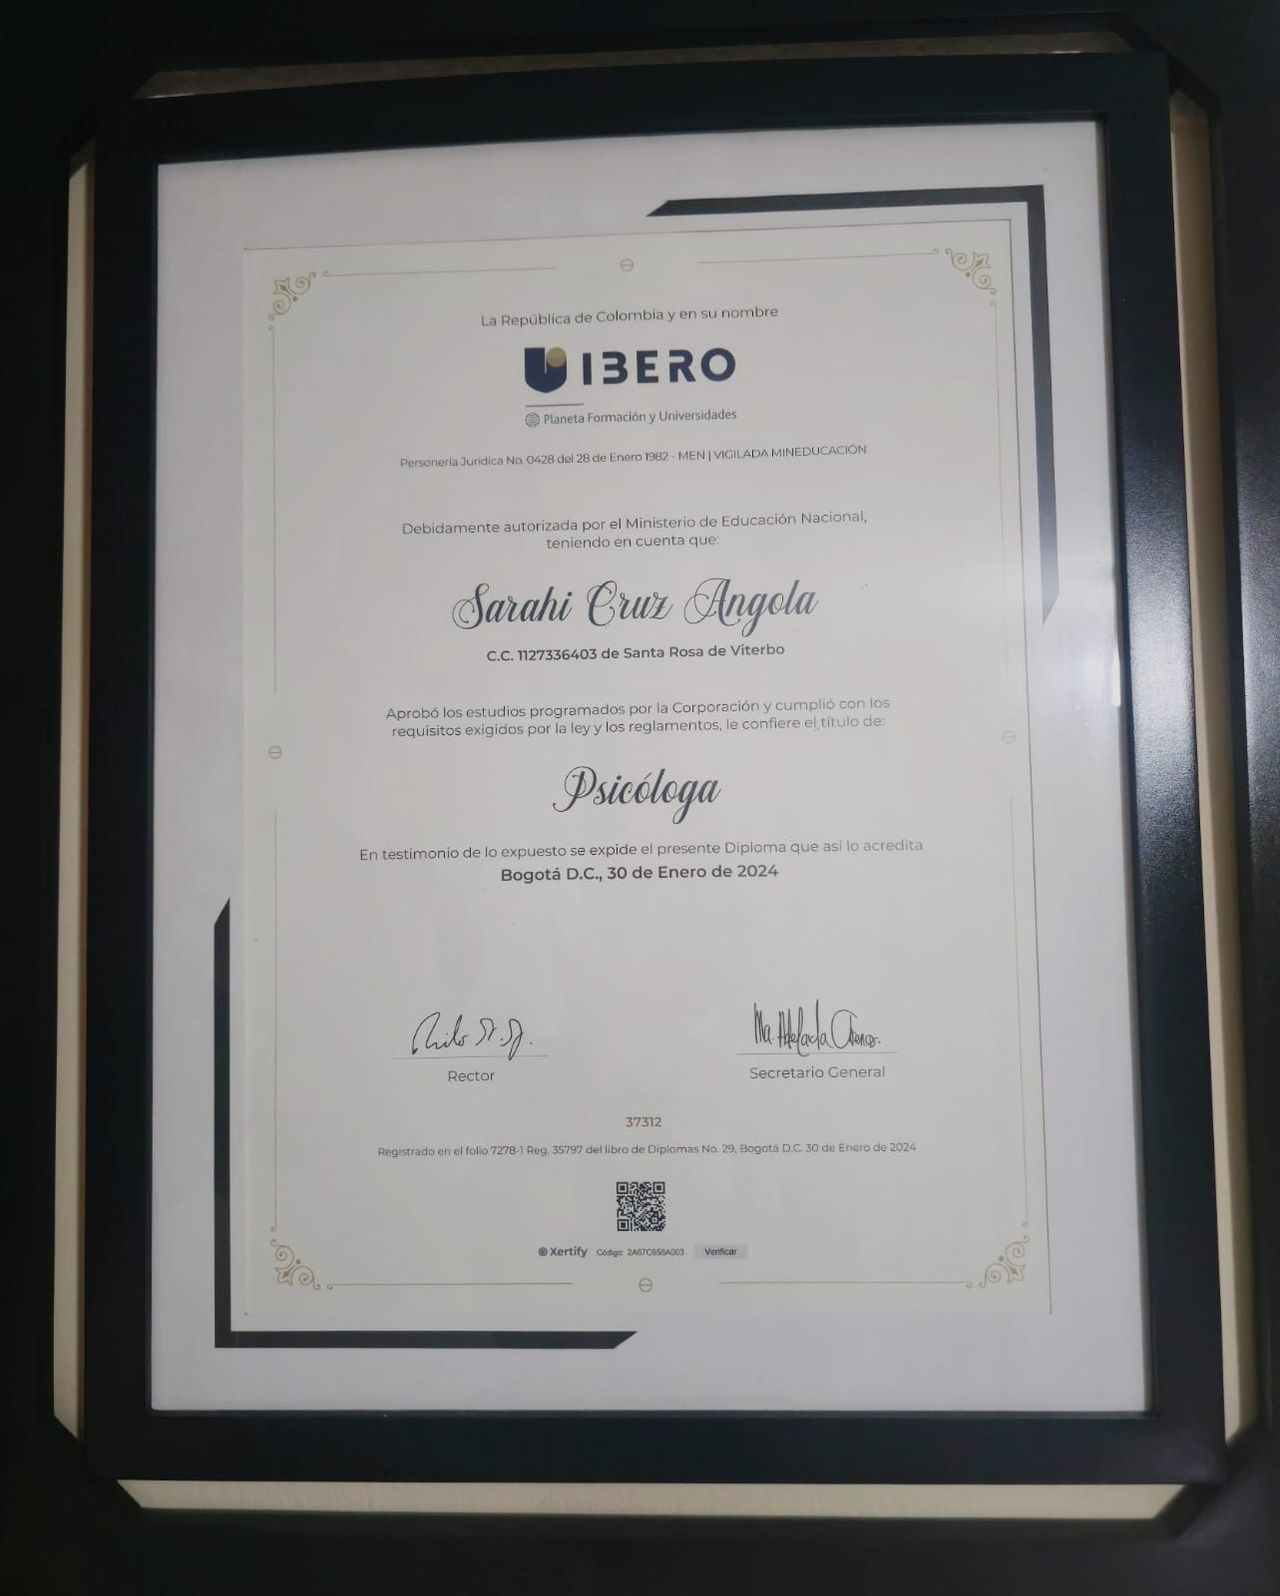 La República de Colombia y en su nombre
IBERO
Planeta Formación y Universidades
Personería Jurídica No. 0428 del 28 de Enero 1982 - MEN | VIGILADA MINEDUCACIÓN
Debidamente autorizada por el Ministerio de Educación Nacional,
teniendo en cuenta que:
Sarahi Cruz Angola
C.C. 1127336403 de Santa Rosa de Viterbo
Aprobó los estudios programados por la Corporación y cumplió con los
requisitos exigidos por la ley y los reglamentos, le confiere el título de:
Psicóloga
En testimonio de lo expuesto se expide el presente Diploma que así lo acredita
Bogotá D.C., 30 de Enero de 2024
Rector
Secretario General
37312
Registrado en el folio 7278-1 Reg. 35797 del libro de Diplomas No. 29, Bogotá D.C. 30 de Enero de 2024
Xertify Código: 2A67C958A003 Verificar